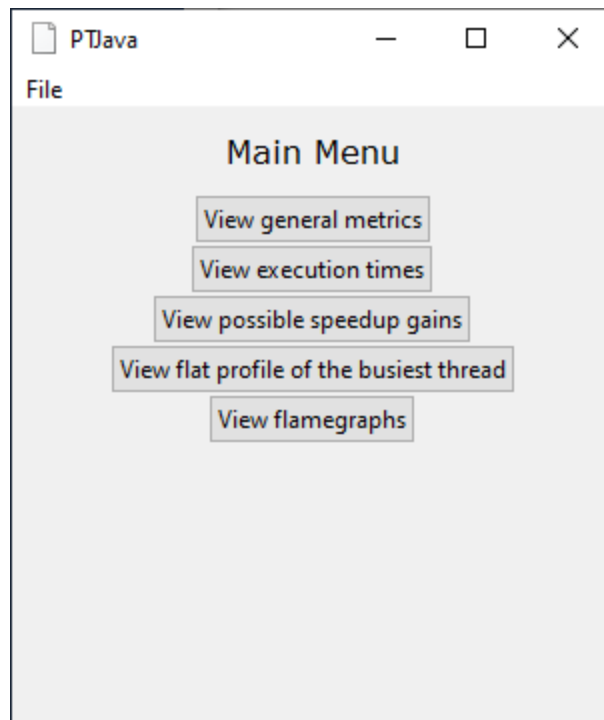 PTJava
File
Main Menu
View general metrics
View execution times
View possible speedup gains
View flat profile of the busiest thread
View flamegraphs